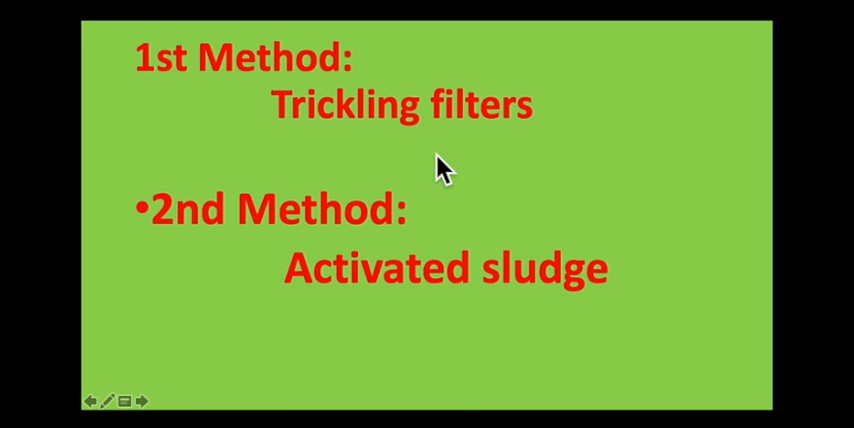 1st Method:
Trickling filters
•2nd Method:
Activated sludge